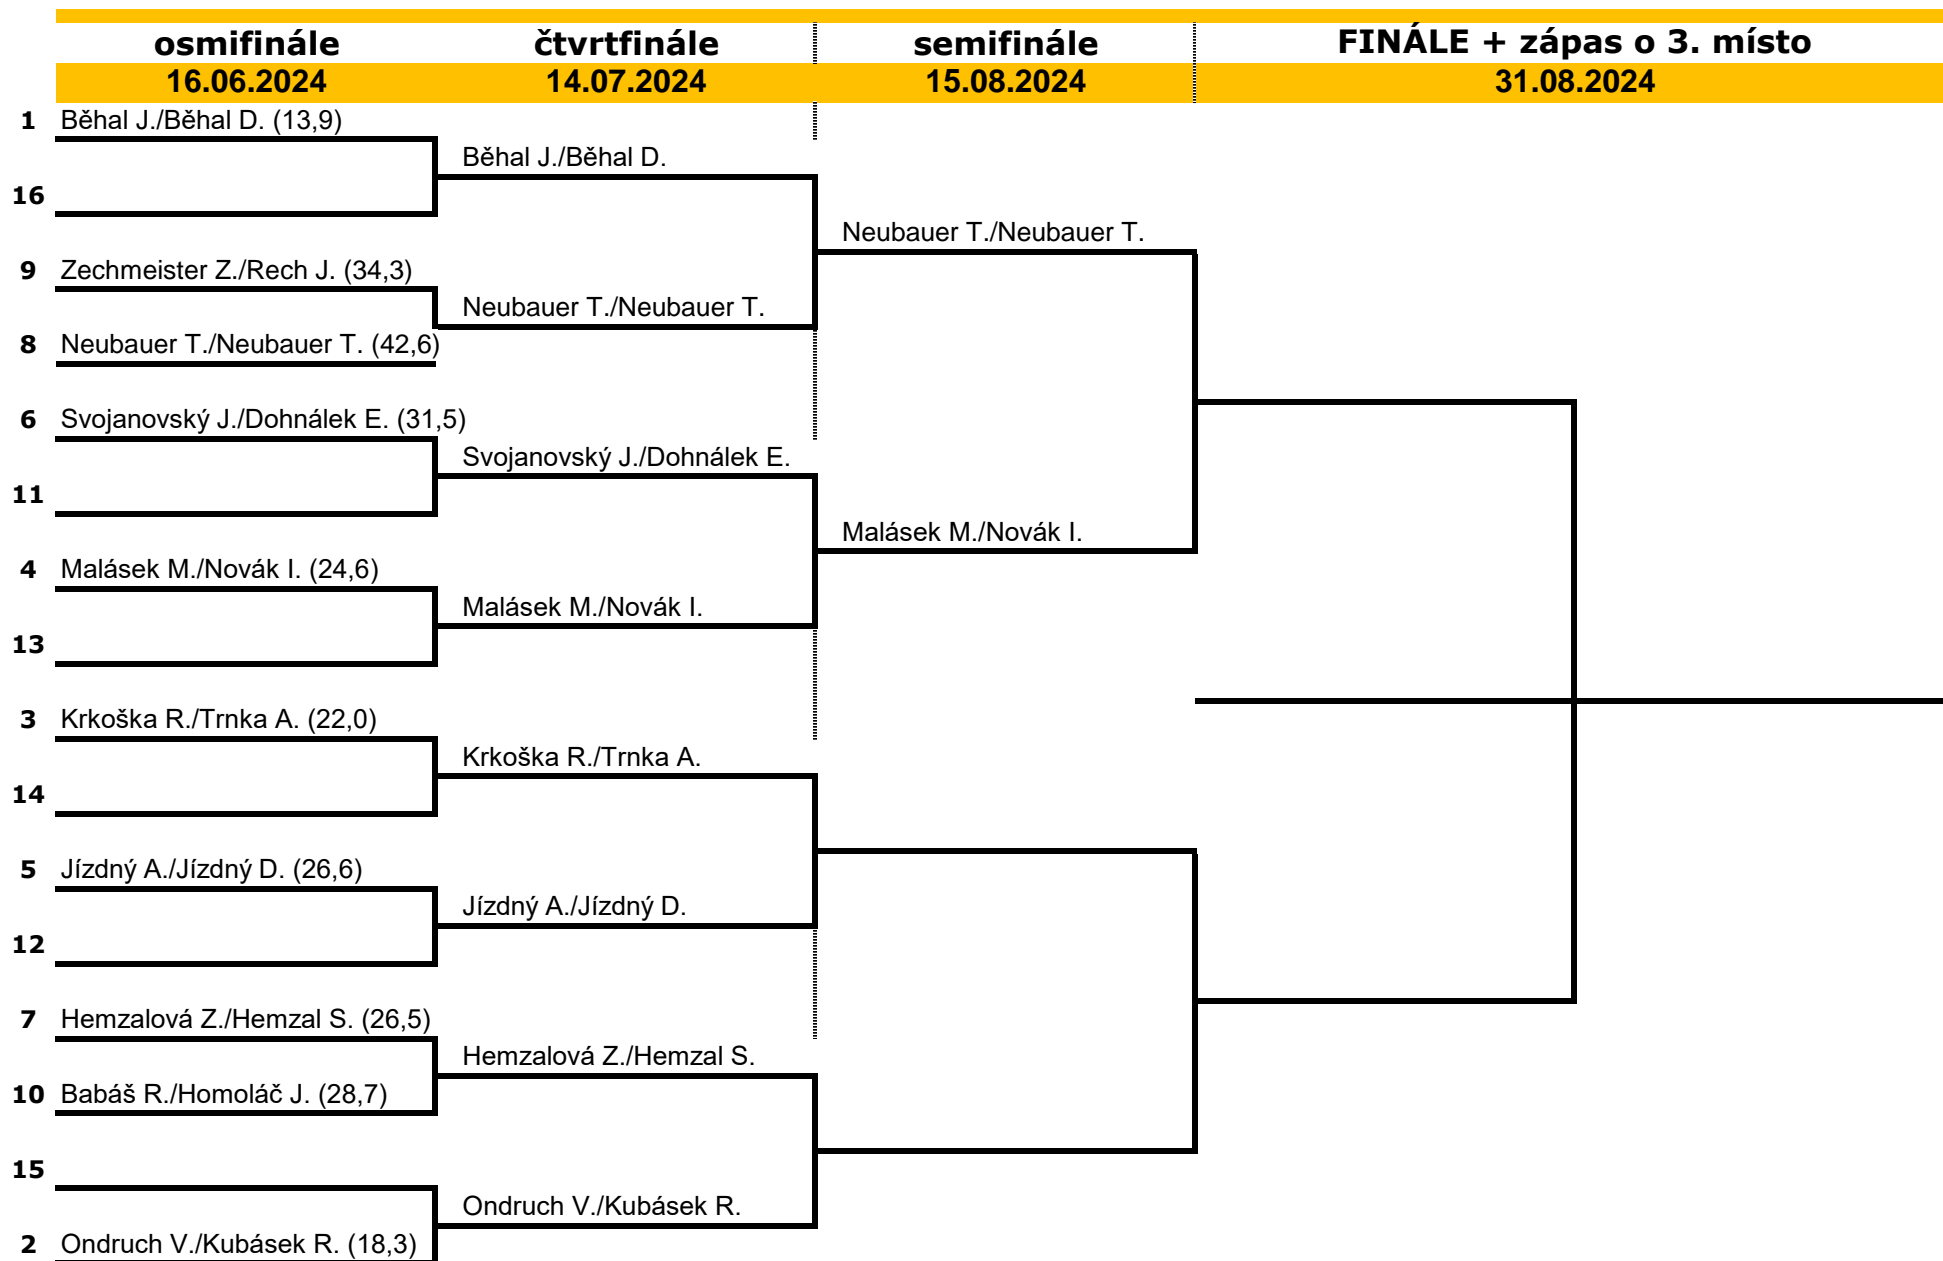 osmifinále čtvrtfinále semifinále FINÁLE + zápas o 3. místo
16.06.2024 14.07.2024 15.08.2024 31.08.2024
1 Běhal J./Běhal D. (13,9)
Běhal J./Běhal D.
16
Neubauer T./Neubauer T.
9 Zechmeister Z./Rech J. (34,3)
Neubauer T./Neubauer T.
8 Neubauer T./Neubauer T. (42,6)
6 Svojanovský J./Dohnálek E. (31,5)
Svojanovský J./Dohnálek E.
11
Malásek M./Novák I.
4 Malásek M./Novák I. (24,6)
Malásek M./Novák I.
13
3 Krkoška R./Trnka A. (22,0)
Krkoška R./Trnka A.
14
5 Jízdný A./Jízdný D. (26,6)
Jízdný A./Jízdný D.
12
7 Hemzalová Z./Hemzal S. (26,5)
Hemzalová Z./Hemzal S.
10 Babáš R./Homoláč J. (28,7)
15
Ondruch V./Kubásek R.
2 Ondruch V./Kubásek R. (18,3)